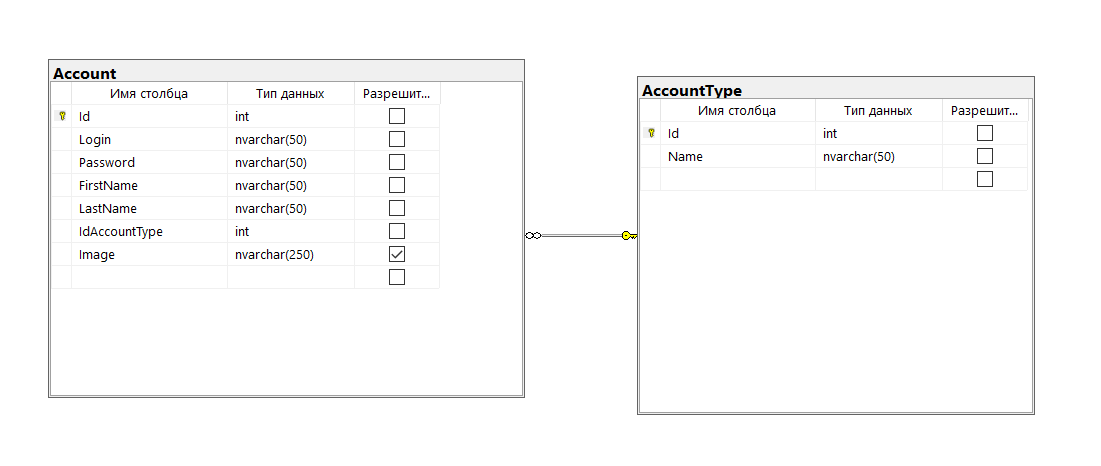 Account
Имя столбца Тип данных Разрешит...
Id int
Login nvarchar(50)
Password nvarchar(50)
FirstName nvarchar(50)
LastName nvarchar(50)
IdAccountType int
Image nvarchar(250)
AccountType
Имя столбца Тип данных Разрешит...
Id int
Name nvarchar(50)